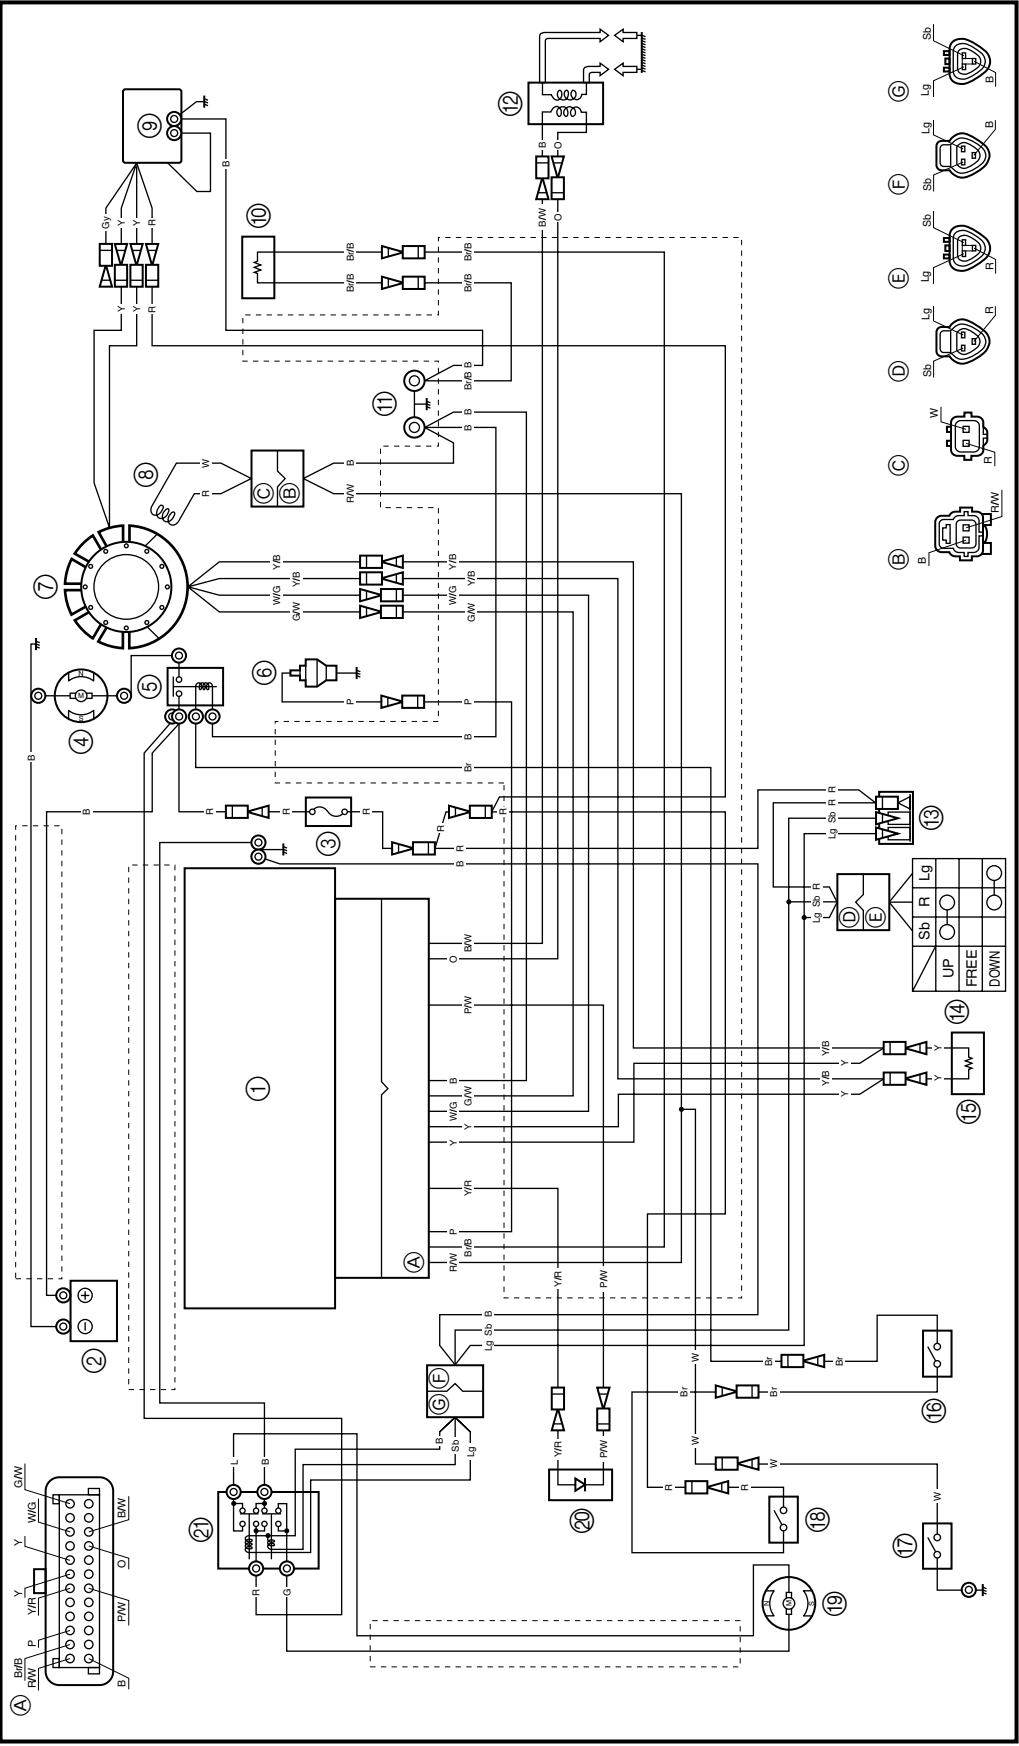 A
G/W
W/G
Y
Y
Y/R
P
Br/B
R/W
B/W
O
P/W
B
2
+
−
B
B
4
N
M
S
5
7
8
W
R
C
B
B
R/W
9
Gy
Y
Y
R
Y
Y
R
B
10
Br/B
Br/B
Br/B
Br/B
11
B
Br/B
B
B
12
B
O
B/W
O
Y/B
Y/B
W/G
G/W
Y/B
Y/B
W/G
G/W
6
P
P
B
Br
3
R
R
R
R
R
R
B
1
A
B/W
O
P/W
B
G/W
W/G
Y
Y
Y/R
P
Br/B
R/W
21
L
B
R
G
G
F
B
Sb
Lg
B
Sb
Lg
20
Y/R
P/W
Y/R
P/W
19
N
M
S
18
R
R
17
W
W
W
W
16
Br
Br
Br
Br
15
Y/B
Y
Y/B
Y
Y
Y
14
Sb R Lg
UP
FREE
DOWN
D
E
R
Sb
Lg
13
R
R
Sb
Lg
B
B
R/W
C
R
W
D
Sb
Lg
R
E
Lg
Sb
R
F
Sb
Lg
B
G
Lg
Sb
B